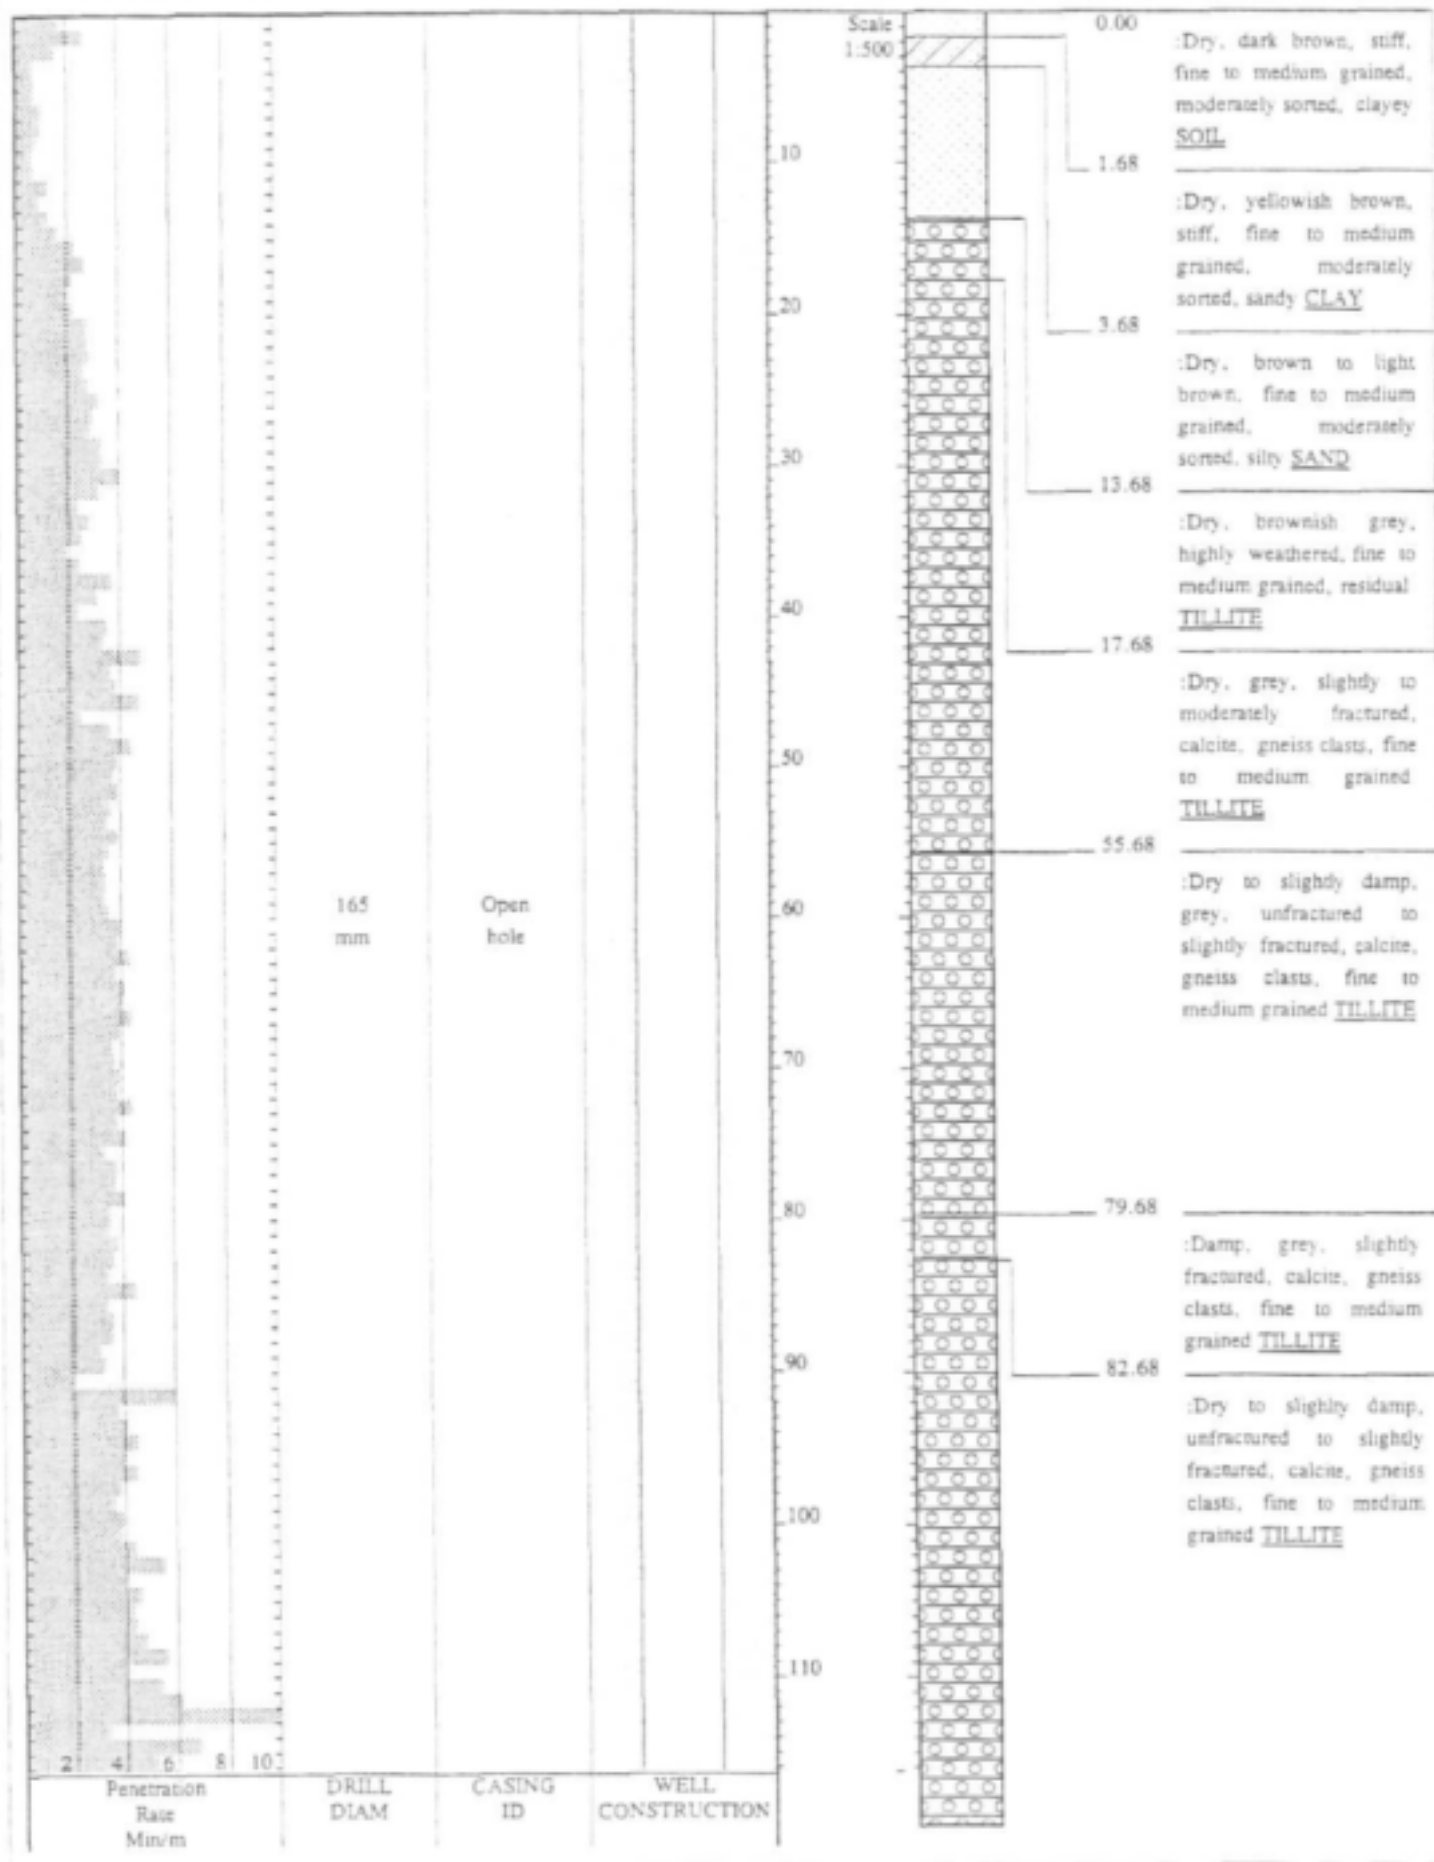 Scale
1:500
0.00
:Dry, dark brown, stiff,
fine to medium grained,
moderately sorted, clayey
SOIL
1.68
:Dry, yellowish brown,
stiff, fine to medium
grained, moderately
sorted, sandy CLAY
3.68
:Dry, brown to light
brown, fine to medium
grained, moderately
sorted, silty SAND
13.68
:Dry, brownish grey,
highly weathered, fine to
medium grained, residual
TILLITE
17.68
:Dry, grey, slightly to
moderately fractured,
calcite, gneiss clasts, fine
to medium grained
TILLITE
55.68
:Dry to slightly damp,
grey, unfractured to
slightly fractured, calcite,
gneiss clasts, fine to
medium grained TILLITE
79.68
:Damp, grey, slightly
fractured, calcite, gneiss
clasts, fine to medium
grained TILLITE
82.68
:Dry to slighlty damp,
unfractured to slightly
fractured, calcite, gneiss
clasts, fine to medium
grained TILLITE
10
20
30
40
50
60
70
80
90
100
110
165
mm
Open
hole
2 4 6 8 10
Penetration
Rate
Min/m
DRILL
DIAM
CASING
ID
WELL
CONSTRUCTION